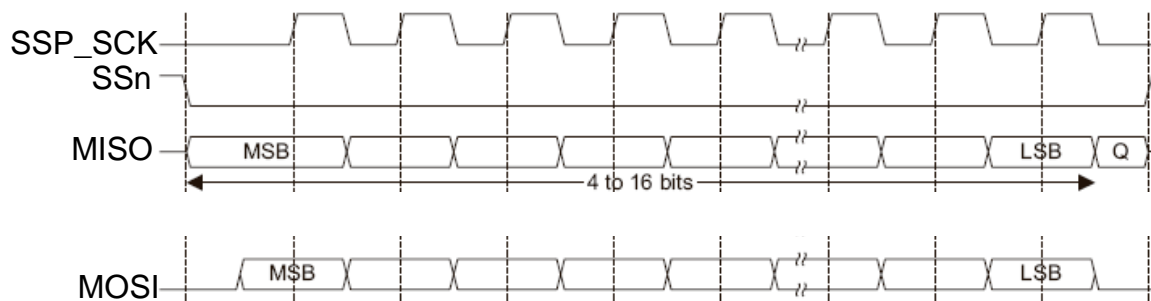 SSP_SCK
SSn
MISO MSB LSB Q
4 to 16 bits
MOSI MSB LSB